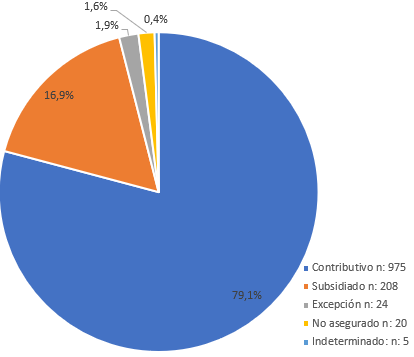 1,6%
0,4%
1,9%
16,9%
79,1%
Contributivo n: 975
Subsidiado n: 208
Excepción n: 24
No asegurado n: 20
Indeterminado: n: 5